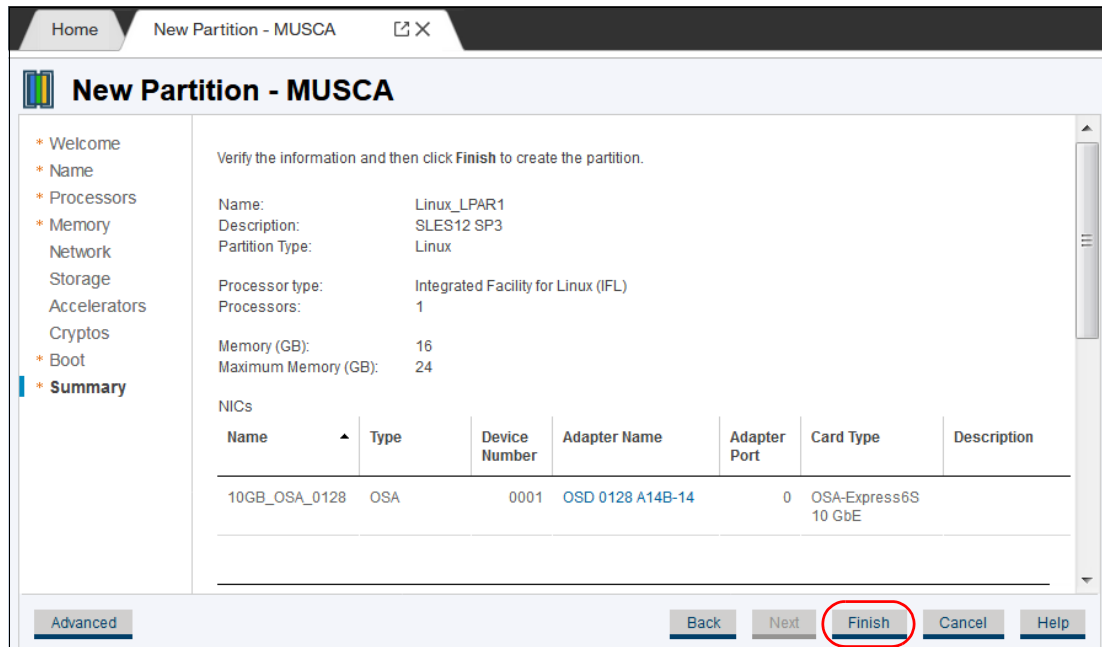 Home New Partition - MUSCA
New Partition - MUSCA
* Welcome
* Name
* Processors
* Memory
Network
Storage
Accelerators
Cryptos
* Boot
* Summary
Verify the information and then click Finish to create the partition.
Name: Linux_LPAR1
Description: SLES12 SP3
Partition Type: Linux
Processor type: Integrated Facility for Linux (IFL)
Processors: 1
Memory (GB): 16
Maximum Memory (GB): 24
NICs
Name Type Device Number Adapter Name Adapter Port Card Type Description
10GB_OSA_0128 OSA 0001 OSD 0128 A14B-14 0 OSA-Express6S 10 GbE
Advanced Back Next Finish Cancel Help